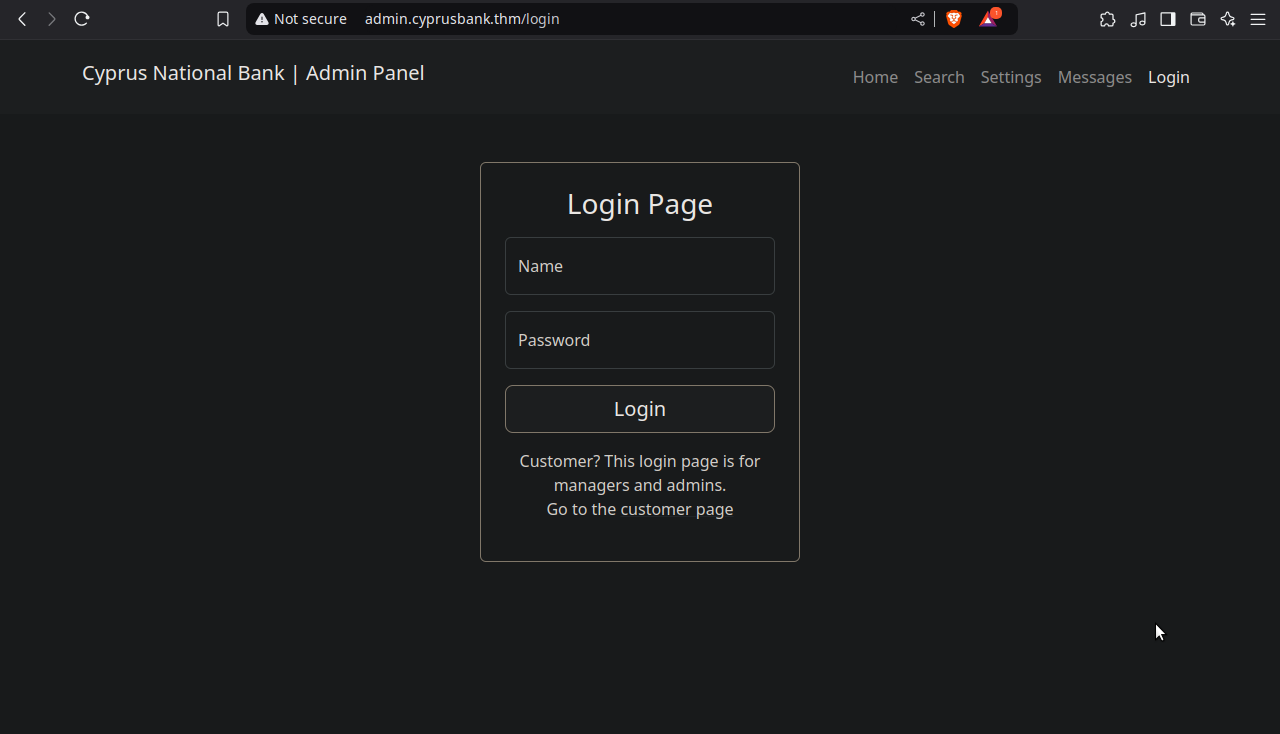 Not secure admin.cyprusbank.thm/login
Cyprus National Bank | Admin Panel
Home Search Settings Messages Login
Login Page
Name
Password
Login
Customer? This login page is for
managers and admins.
Go to the customer page